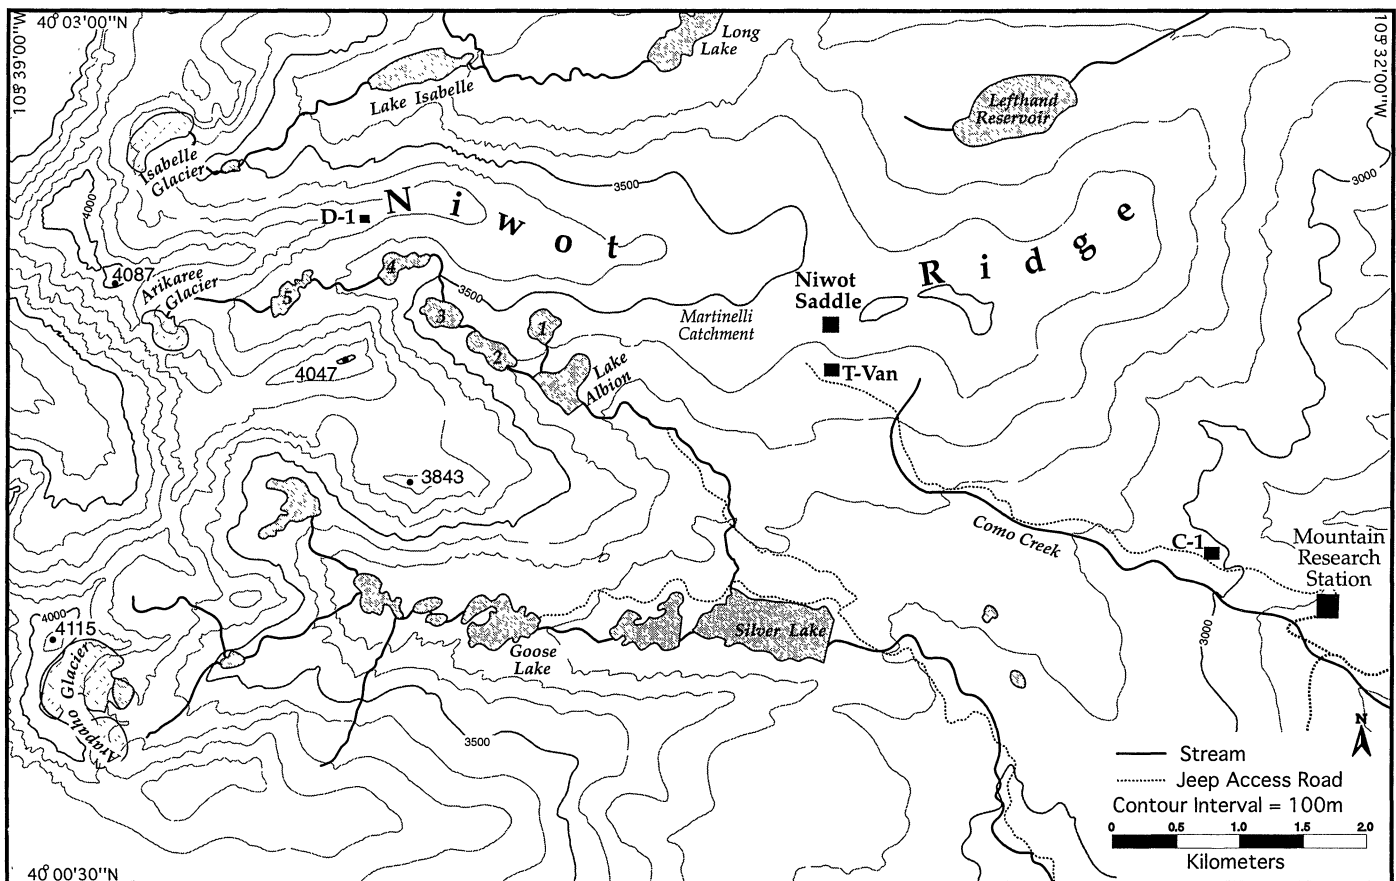 40° 03'00"N
105° 39'00"W
105° 32'00"W
Long
Lake
Lake Isabelle
Lefthand
Reservoir
Isabelle
Glacier
3500
3000
4000
D-1
Niwot
Ridge
4087
Arikaree
Glacier
4
5
3500
3
1
2
Niwot
Saddle
Martinelli
Catchment
T-Van
4047
Lake
Albion
3843
Como Creek
C-1
Mountain
Research
Station
4000
4115
Arapaho Glacier
Silver Lake
Goose
Lake
3000
3500
N
Stream
Jeep Access Road
Contour Interval = 100m
0 0.5 1.0 1.5 2.0
Kilometers
40° 00'30"N